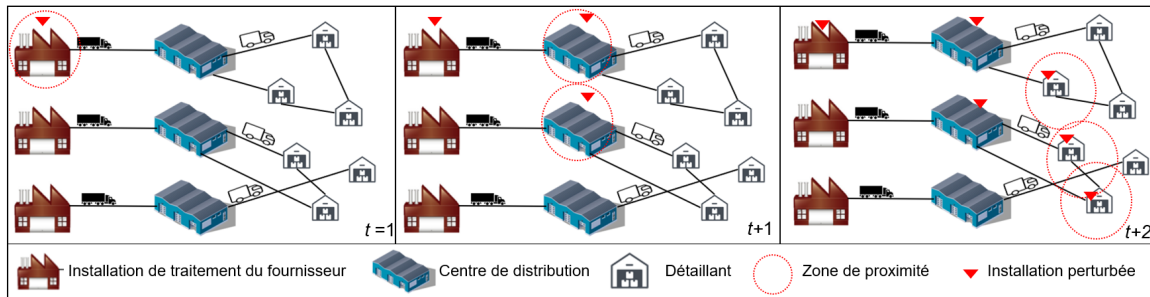 t =1
t+1
t+2
Installation de traitement du fournisseur
Centre de distribution
Détaillant
Zone de proximité
Installation perturbée